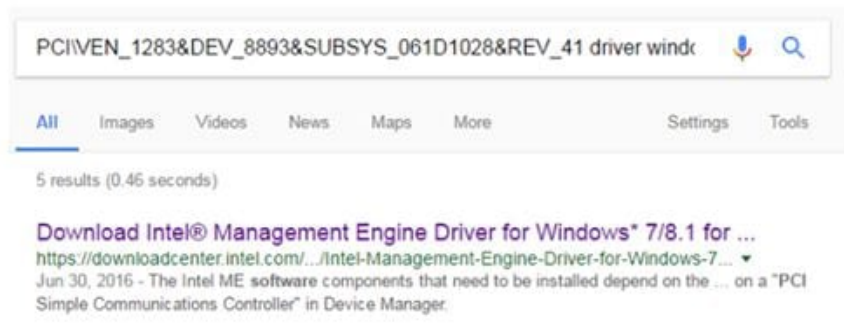 PCI\VEN_1283&DEV_8893&SUBSYS_061D1028&REV_41 driver windo
All Images Videos News Maps More Settings Tools
5 results (0.46 seconds)
Download Intel® Management Engine Driver for Windows* 7/8.1 for ...
https://downloadcenter.intel.com/.../Intel-Management-Engine-Driver-for-Windows-7...
Jun 30, 2016 - The Intel ME software components that need to be installed depend on the ... on a "PCI
Simple Communications Controller" in Device Manager.